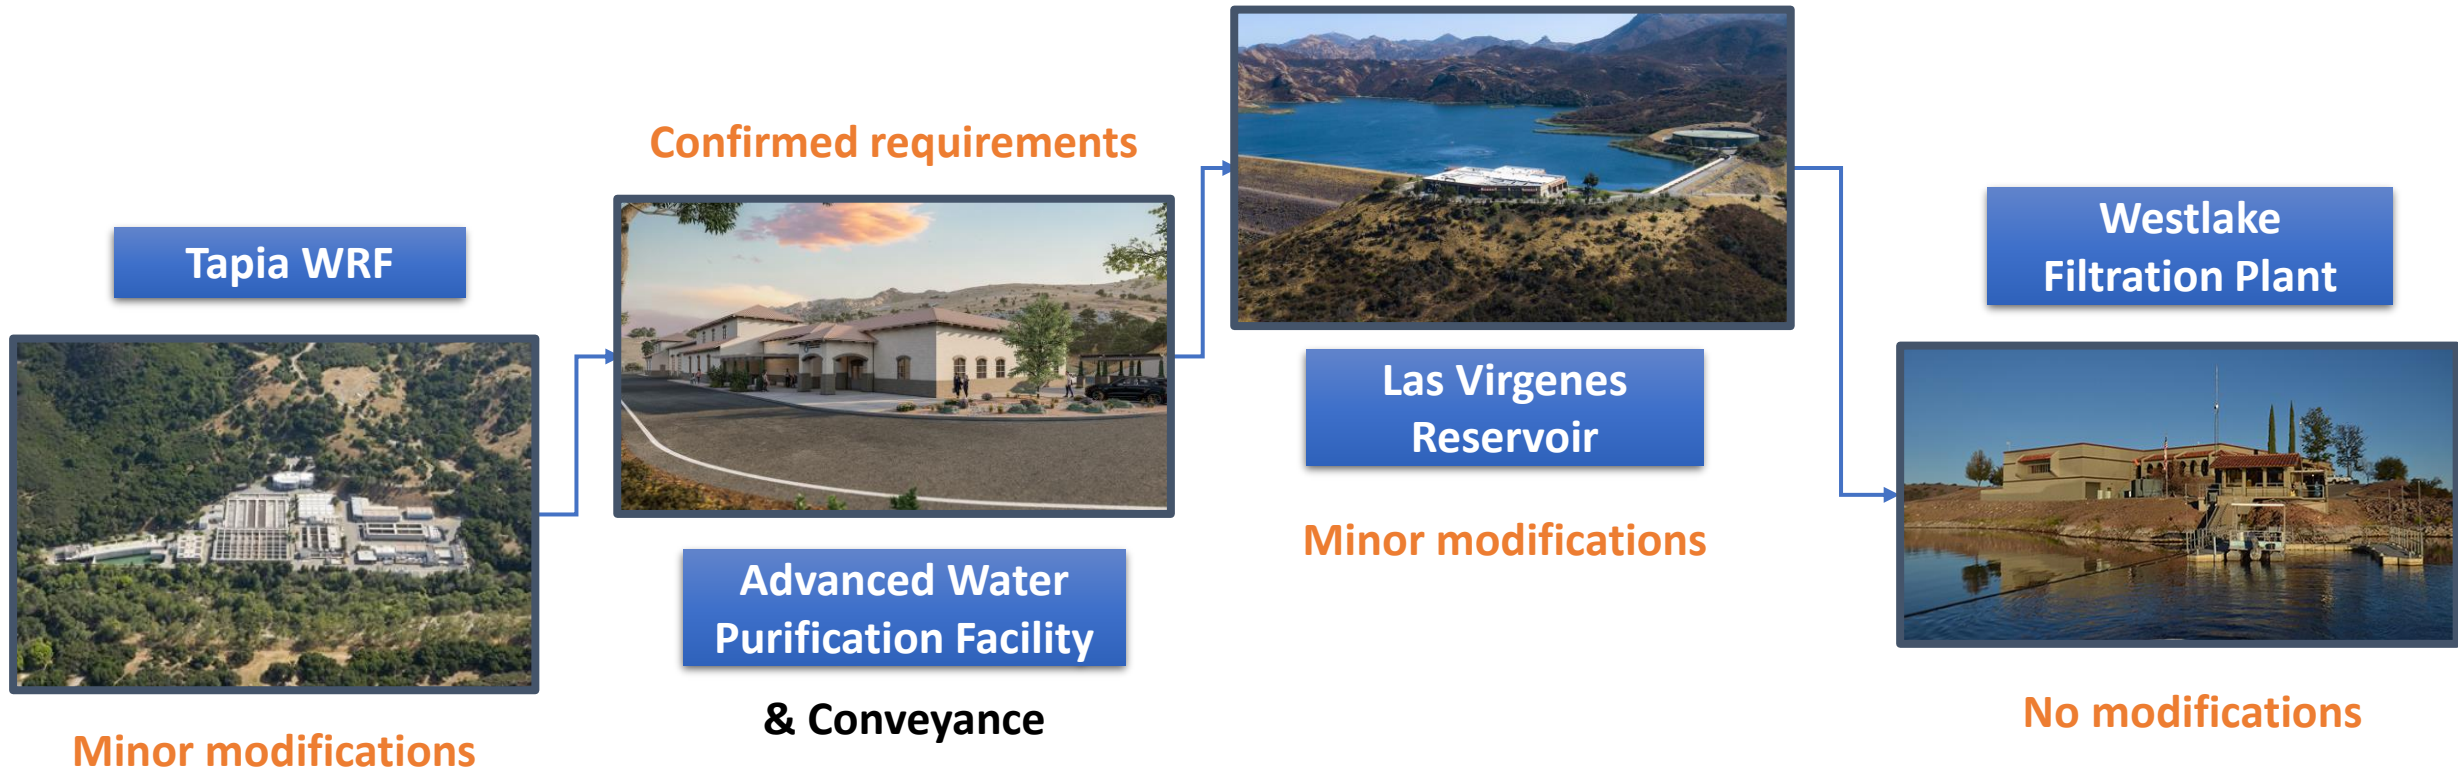 Tapia WRF
Minor modifications
Confirmed requirements
Advanced Water
Purification Facility
& Conveyance
Las Virgenes
Reservoir
Minor modifications
Westlake
Filtration Plant
No modifications